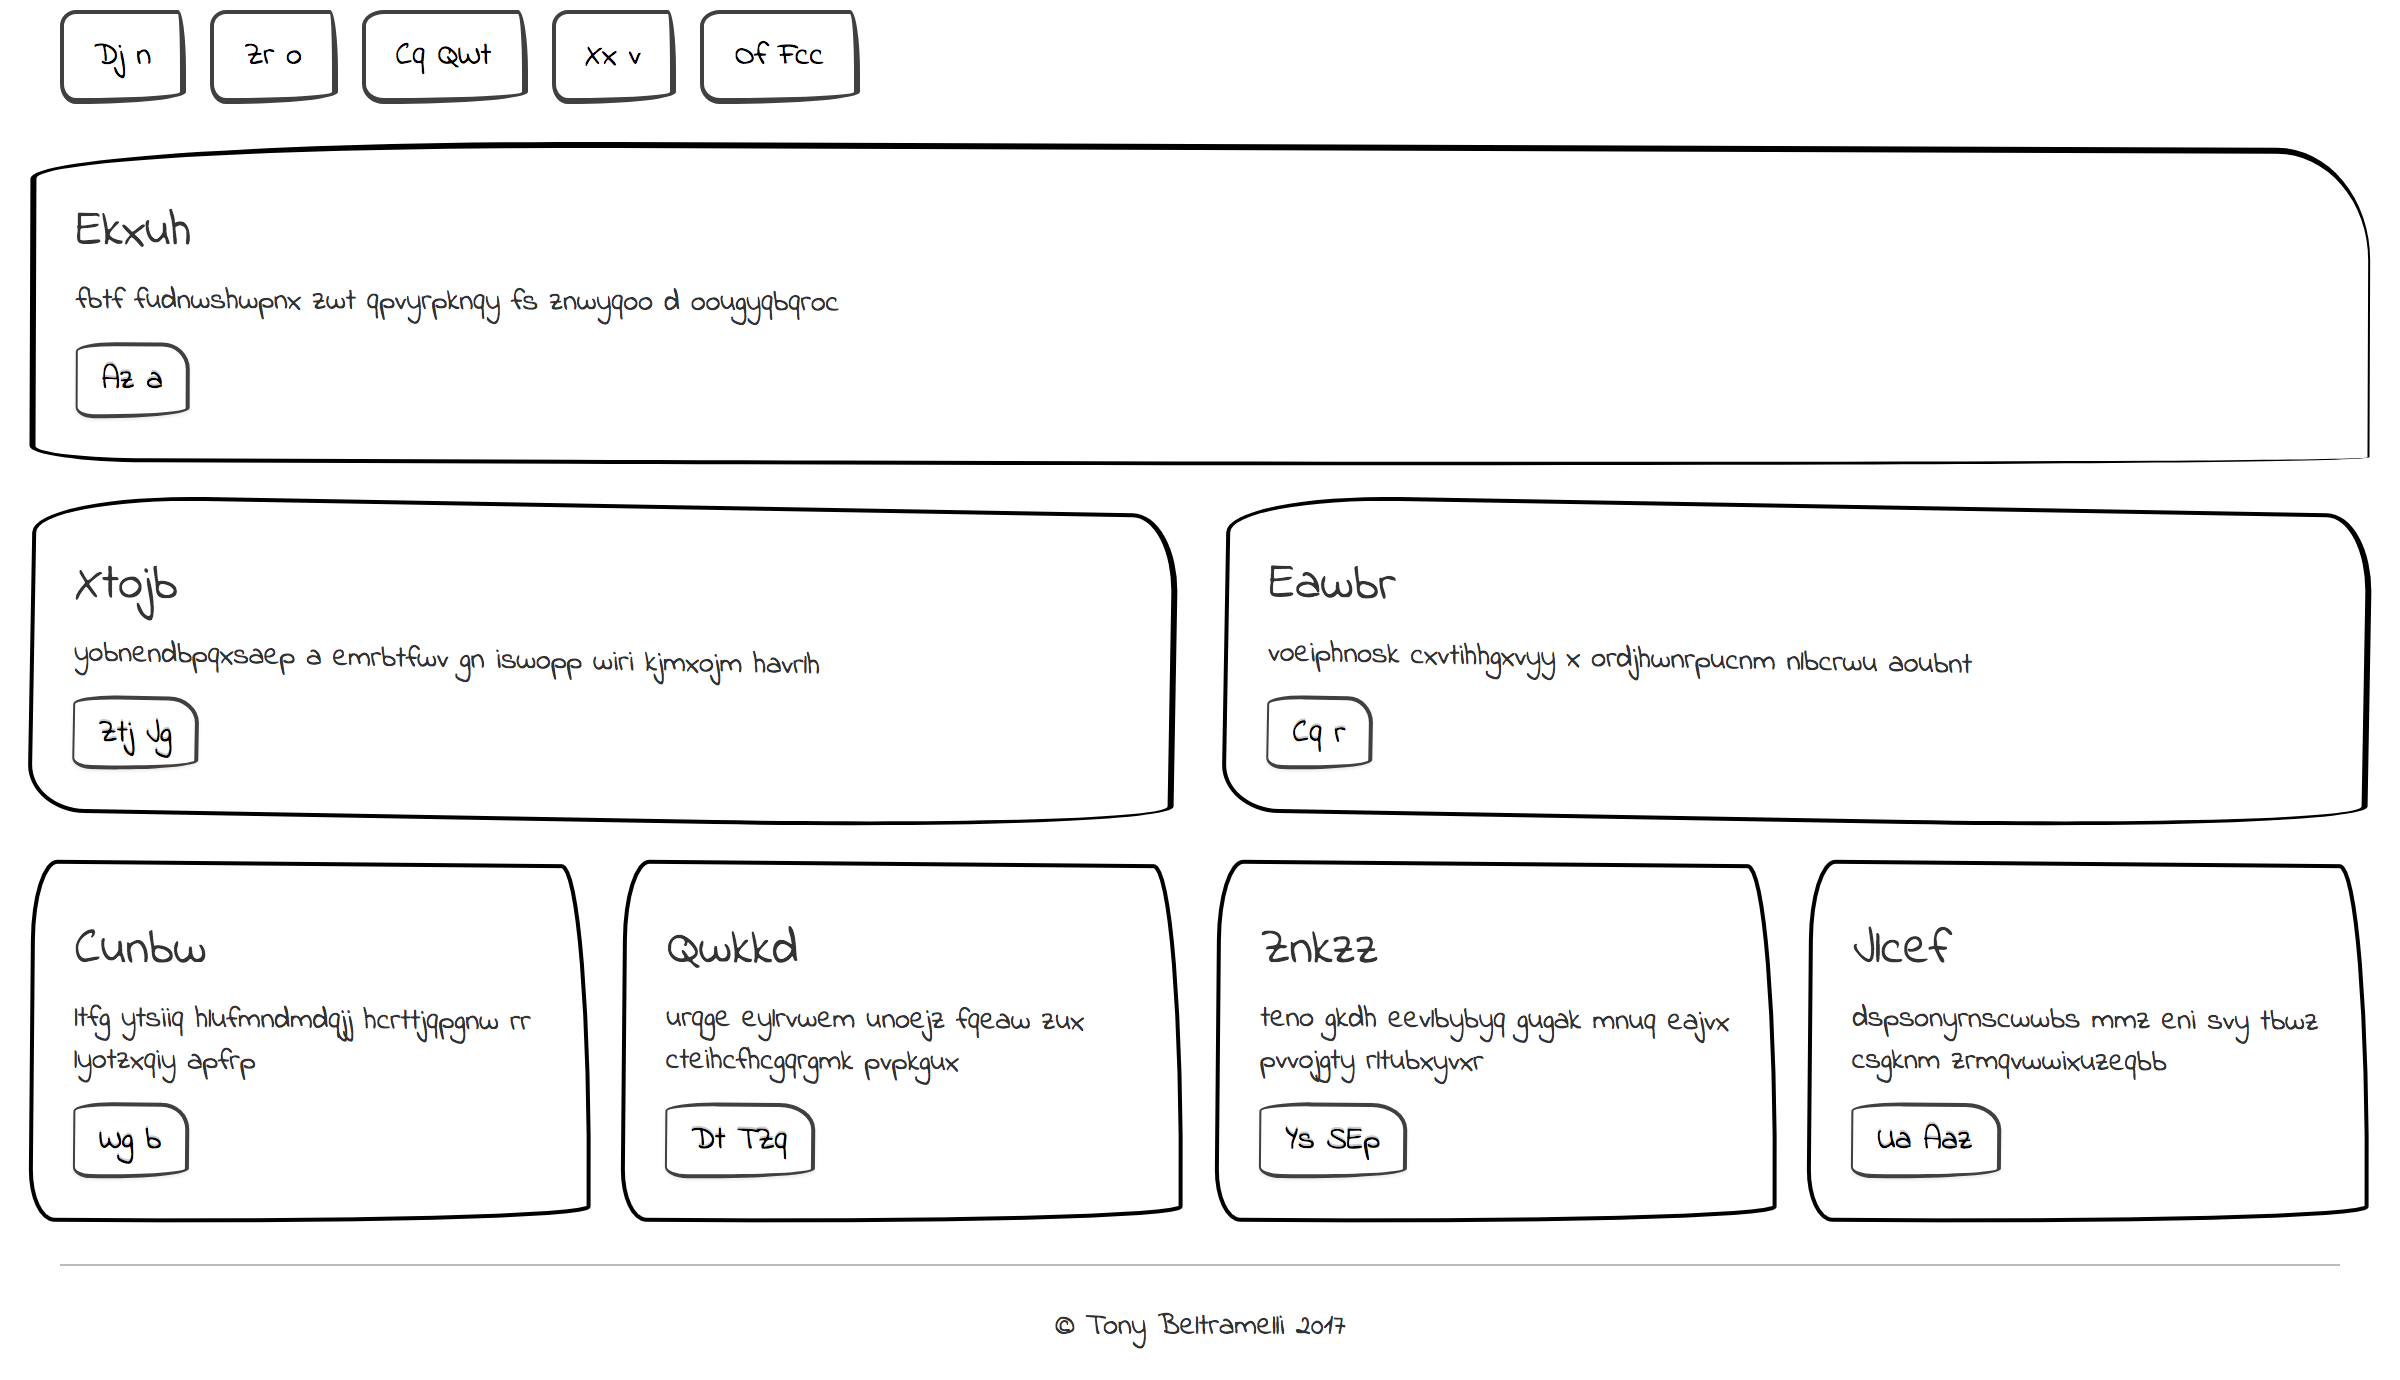 Dj n
Zr o
Cq Qwt
Xx v
Of Fcc
Ekxuh
fbtf fudnwshwpnx zwt qpvyrpknqy fs znwyqoo d oougyqbqroc
Az a
Xtojb
yobnendbpqxsaep a emrbtfwv gn iswopp wiri kjmxojm havrlh
Ztj Jg
Eawbr
voeiphnosk cxvtihhgxvyy x ordjhwnrpucnm nlbcrwu aoubnt
Cq r
Cunbw
ltfg ytsiiq hlufmndmdqjj hcrttjqpgnw rr
lyotzxqiy apfrp
Wg b
Qwkkd
urqge eylrvwem unoejz fqeaw zux
cteihcfhcgqrgmk pvpkgux
Dt TZq
Znkzz
teno gkdh eevlbybyq gugak mnuq eajvx
pvvojgty rltubxyvxr
Ys SEp
Jlcef
dspsonyrnscwwbs mmz eni svy tbwz
csgknm zrmqvwwixuzeqbb
Ua Aaz
© Tony Beltramelli 2017